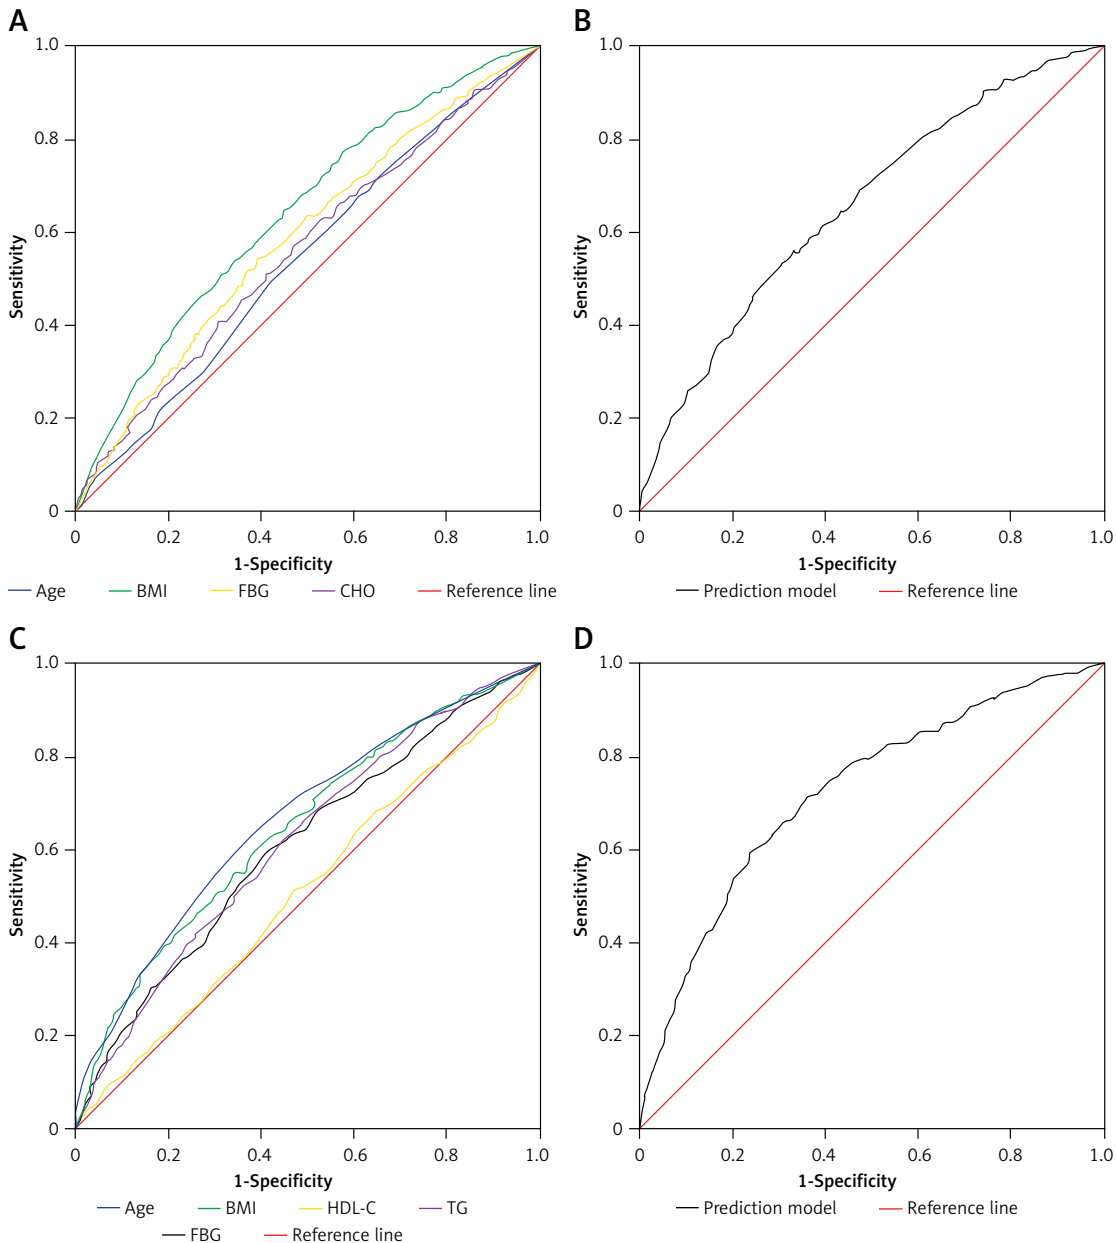 A
B
1.0
0.8
0.6
0.4
0.2
0
Sensitivity
0 0.2 0.4 0.6 0.8 1.0
1-Specificity
Age BMI FBG CHO Reference line
1.0
0.8
0.6
0.4
0.2
0
Sensitivity
0 0.2 0.4 0.6 0.8 1.0
1-Specificity
Prediction model Reference line
C
D
1.0
0.8
0.6
0.4
0.2
0
Sensitivity
0 0.2 0.4 0.6 0.8 1.0
1-Specificity
Age BMI HDL-C TG
FBG Reference line
1.0
0.8
0.6
0.4
0.2
0
Sensitivity
0 0.2 0.4 0.6 0.8 1.0
1-Specificity
Prediction model Reference line